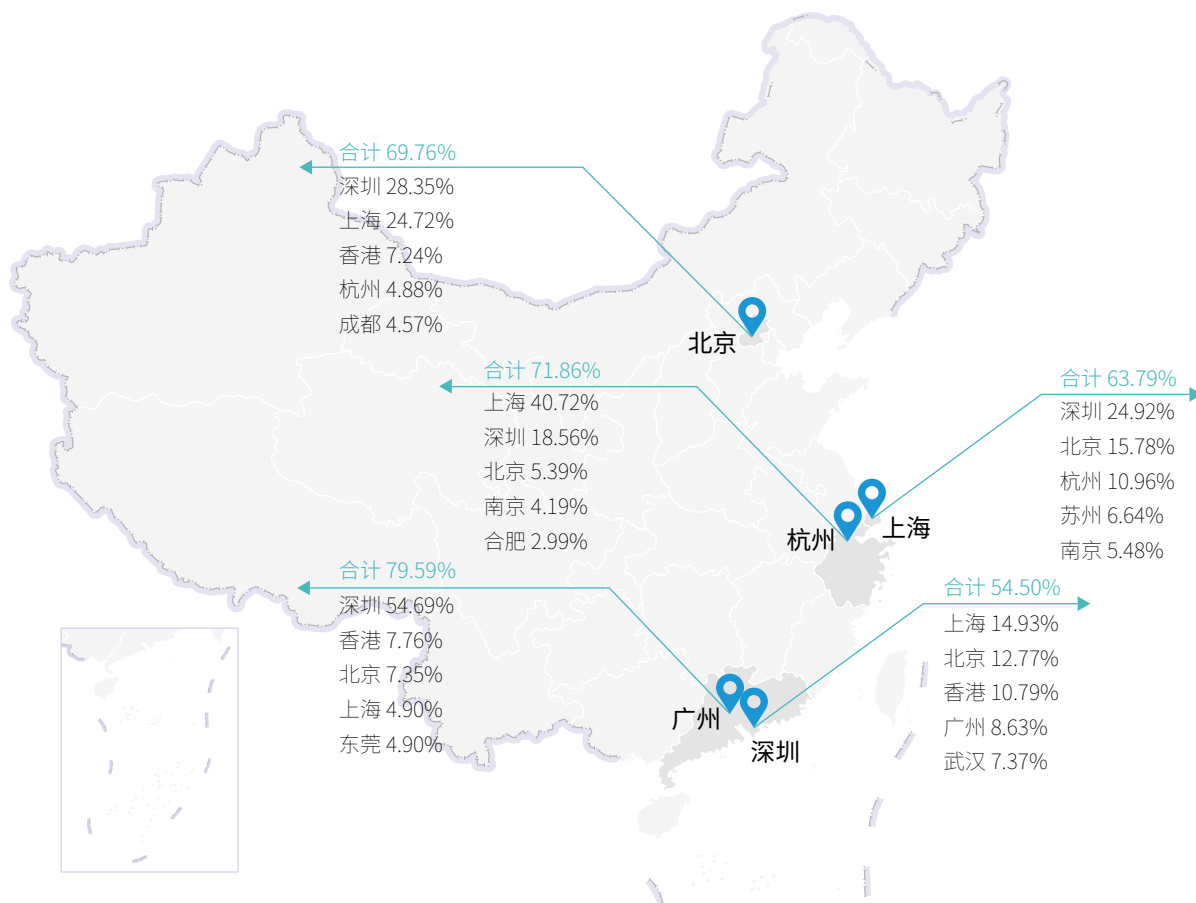 合计 69.76%
深圳 28.35%
上海 24.72%
香港 7.24%
杭州 4.88%
成都 4.57%
北京
合计 71.86%
上海 40.72%
深圳 18.56%
北京 5.39%
南京 4.19%
合肥 2.99%
杭州
合计 63.79%
深圳 24.92%
北京 15.78%
杭州 10.96%
苏州 6.64%
南京 5.48%
上海
合计 79.59%
深圳 54.69%
香港 7.76%
北京 7.35%
上海 4.90%
东莞 4.90%
广州
合计 54.50%
上海 14.93%
北京 12.77%
香港 10.79%
广州 8.63%
武汉 7.37%
深圳